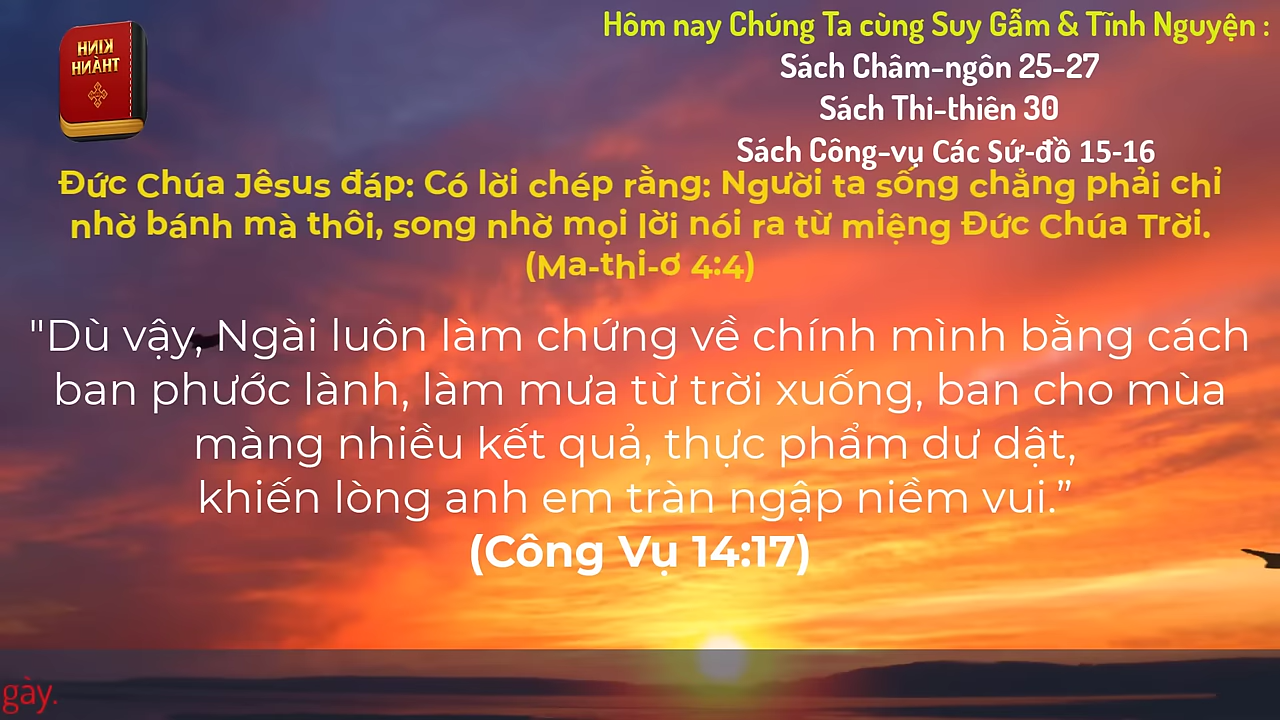 KINH
THÁNH
Hôm nay Chúng Ta cùng Suy Gẫm & Tĩnh Nguyện :
Sách Châm-ngôn 25-27
Sách Thi-thiên 30
Sách Công-vụ Các Sứ-đồ 15-16
Đức Chúa Jêsus đáp: Có lời chép rằng: Người ta sống chẳng phải chỉ
nhờ bánh mà thôi, song nhờ mọi lời nói ra từ miệng Đức Chúa Trời.
(Ma-thi-ơ 4:4)
"Dù vậy, Ngài luôn làm chứng về chính mình bằng cách
ban phước lành, làm mưa từ trời xuống, ban cho mùa
màng nhiều kết quả, thực phẩm dư dật,
khiến lòng anh em tràn ngập niềm vui.”
(Công Vụ 14:17)
gày.